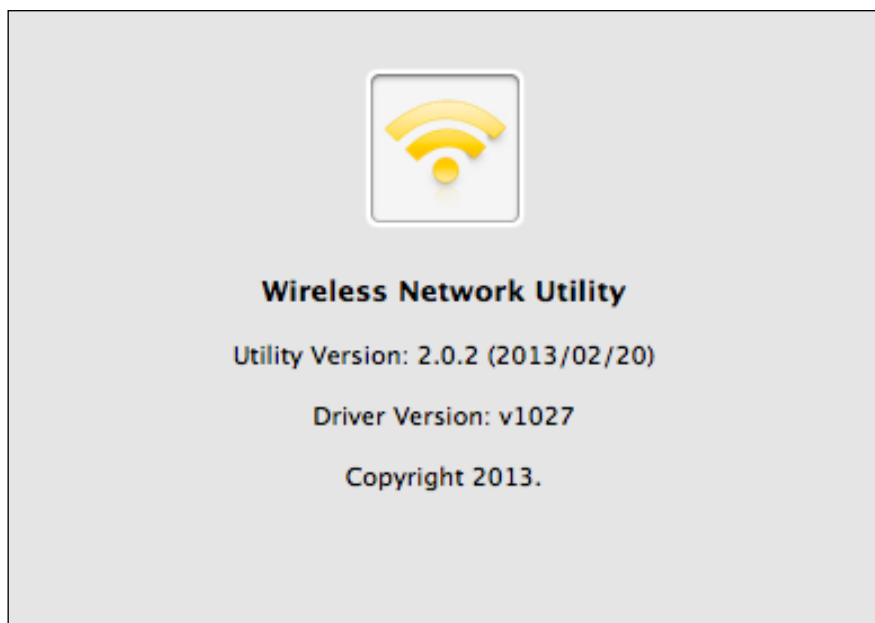 Wireless Network Utility
Utility Version: 2.0.2 (2013/02/20)
Driver Version: v1027
Copyright 2013.